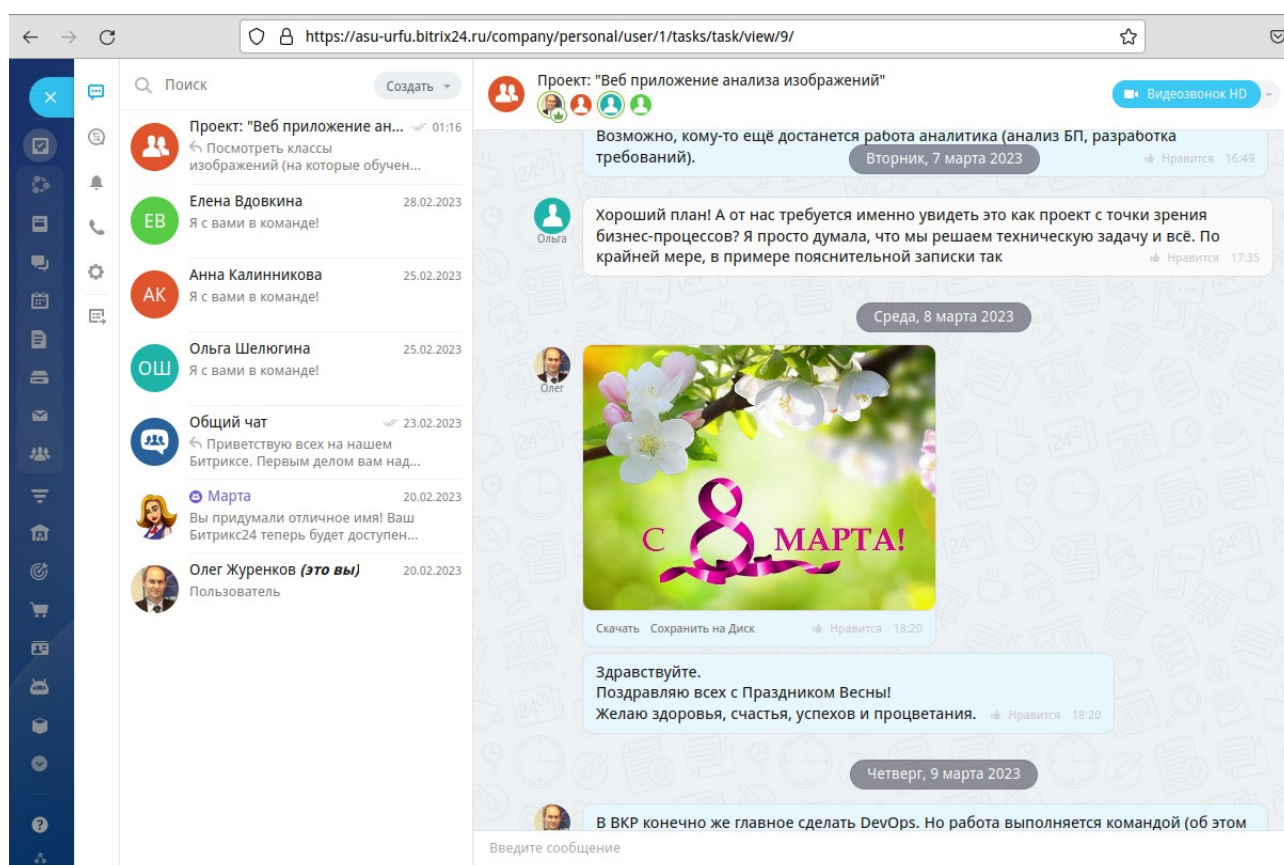 https://asu-urfu.bitrix24.ru/company/personal/user/1/tasks/task/view/9/
Поиск
Создать
Проект: "Веб приложение ан... 01:16
Посмотреть классы
изображений (на которые обучен...
ЕВ
Елена Вдовкина 28.02.2023
Я с вами в команде!
АК
Анна Калинникова 25.02.2023
Я с вами в команде!
ОШ
Ольга Шелюгина 25.02.2023
Я с вами в команде!
Общий чат 23.02.2023
Приветствую всех на нашем
Битриксе. Первым делом вам над...
Марта 20.02.2023
Вы придумали отличное имя! Ваш
Битрикс24 теперь будет доступен...
Олег Журенков (это вы) 20.02.2023
Пользователь
Проект: "Веб приложение анализа изображений"
Видеозвонок HD
Возможно, кому-то ещё достанется работа аналитика (анализ БП, разработка
требований). Нравится 16:49
Вторник, 7 марта 2023
Хороший план! А от нас требуется именно увидеть это как проект с точки зрения
бизнес-процессов? Я просто думала, что мы решаем техническую задачу и всё. По
крайней мере, в примере пояснительной записки так Нравится 17:35
Ольга
Среда, 8 марта 2023
Олег
С 8 МАРТА!
Скачать Сохранить на Диск Нравится 18:20
Здравствуйте.
Поздравляю всех с Праздником Весны!
Желаю здоровья, счастья, успехов и процветания. Нравится 18:20
Четверг, 9 марта 2023
В ВКР конечно же главное сделать DevOps. Но работа выполняется командой (об этом
Введите сообщение